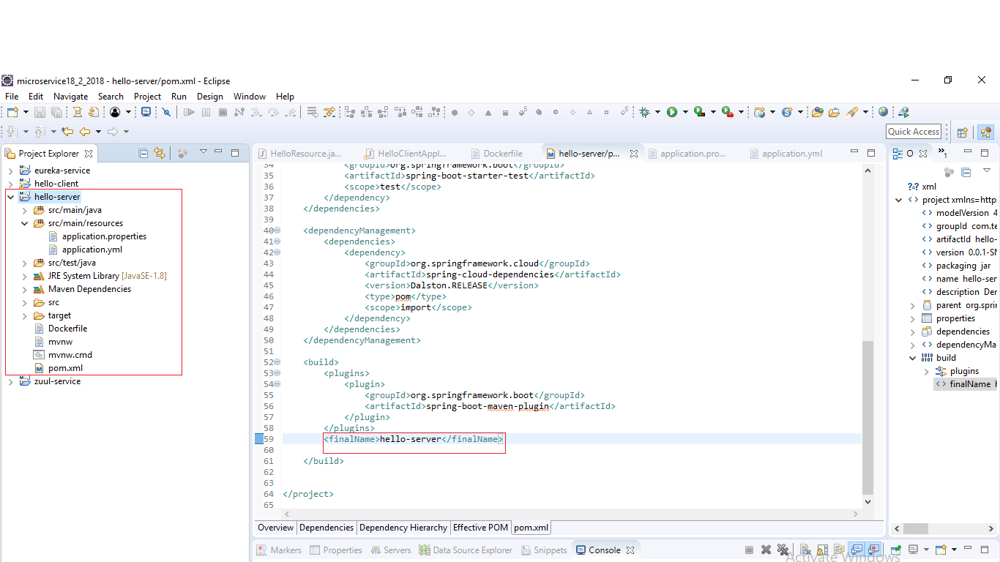 microservice18_2_2018 - hello-server/pom.xml - Eclipse
File Edit Navigate Search Project Run Design Window Help
Quick Access
Project Explorer
eureka-service
hello-client
hello-server
src/main/java
src/main/resources
application.properties
application.yml
src/test/java
JRE System Library [JavaSE-1.8]
Maven Dependencies
src
target
Dockerfile
mvnw
mvnw.cmd
pom.xml
zuul-service
HelloResource.ja... HelloClientAppl... Dockerfile hello-server/p... application.pro... application.yml
34 <groupId>org.springframework.boot</groupId>
35 <artifactId>spring-boot-starter-test</artifactId>
36 <scope>test</scope>
37 </dependency>
38 </dependencies>
39
40 <dependencyManagement>
41 <dependencies>
42 <dependency>
43 <groupId>org.springframework.cloud</groupId>
44 <artifactId>spring-cloud-dependencies</artifactId>
45 <version>Dalston.RELEASE</version>
46 <type>pom</type>
47 <scope>import</scope>
48 </dependency>
49 </dependencies>
50 </dependencyManagement>
51
52 <build>
53 <plugins>
54 <plugin>
55 <groupId>org.springframework.boot</groupId>
56 <artifactId>spring-boot-maven-plugin</artifactId>
57 </plugin>
58 </plugins>
59 <finalName>hello-server</finalName>
60
61 </build>
62
63
64 </project>
65
Overview Dependencies Dependency Hierarchy Effective POM pom.xml
O 1
xml
project xmlns=http
modelVersion 4
groupId com.te
artifactId hello-
version 0.0.1-SN
packaging jar
name hello-ser
description Der
parent org.sprin
properties
dependencies
dependencyMa
build
plugins
finalName h
Markers Properties Servers Data Source Explorer Snippets Console
Activate Windows